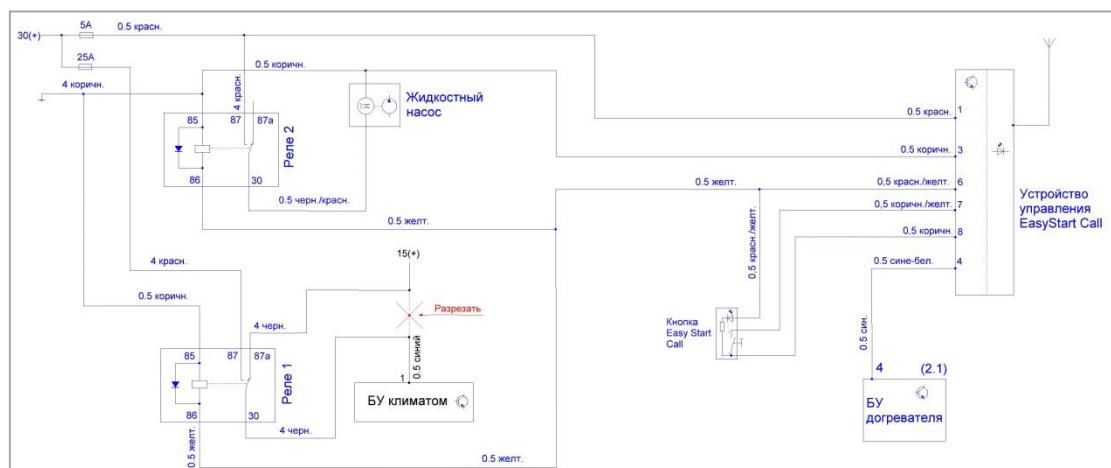 5А
0.5 красн.
30(+)
25А
4 коричн.
0.5 коричн.
4 красн.
Жидкостный
насос
85
87
87a
Реле 2
86
30
0.5 черн./красн.
0.5 желт.
0.5 красн.
1
0.5 коричн.
3
0.5 желт.
0,5 красн./желт.
6
0,5 коричн./желт.
7
0,5 коричн.
8
0.5 сине-бел.
4
Устройство
управления
EasyStart Call
0,5 красн./желт.
4 красн.
15(+)
0.5 коричн.
Разрезать
4 черн.
Кнопка
Easy Start
Call
0.5 син.
85
87
87a
Реле 1
0.5 синий
1
БУ климатом
86
30
4 черн.
0.5 желт.
0.5 желт.
4
(2.1)
БУ
догревателя